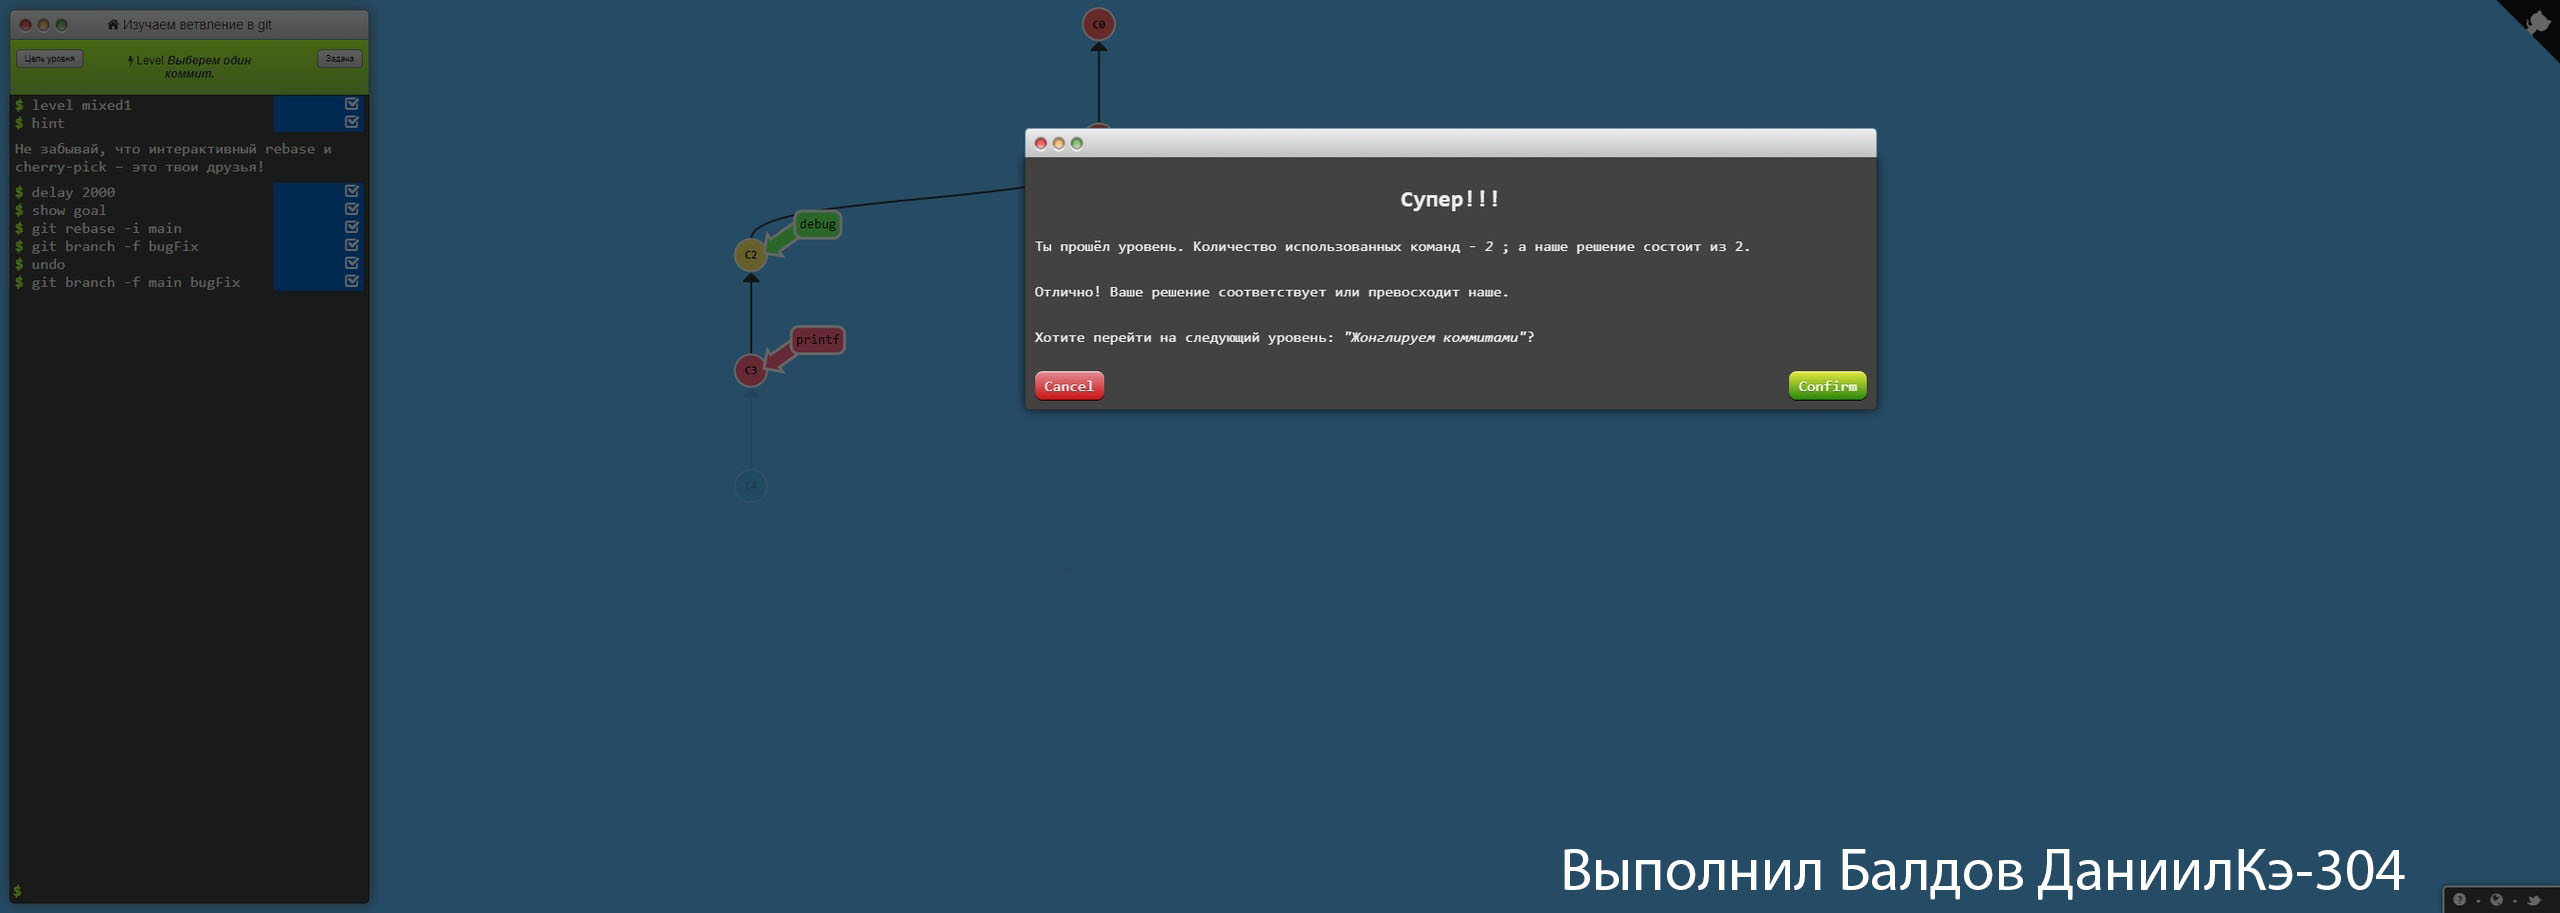 Изучаем ветвление в git
Цель уровня
Level Выберем один
коммит.
Задача
$ level mixed1
$ hint
Не забывай, что интерактивный rebase и
cherry-pick – это твои друзья!
$ delay 2000
$ show goal
$ git rebase -i main
$ git branch -f bugFix
$ undo
$ git branch -f main bugFix
$
C0
debug
C2
printf
C3
C4
Супер!!!
Ты прошёл уровень. Количество использованных команд - 2 ; а наше решение состоит из 2.
Отлично! Ваше решение соответствует или превосходит наше.
Хотите перейти на следующий уровень: "Жонглируем коммитами"?
Cancel
Confirm
Выполнил Балдов ДаниилКэ-304